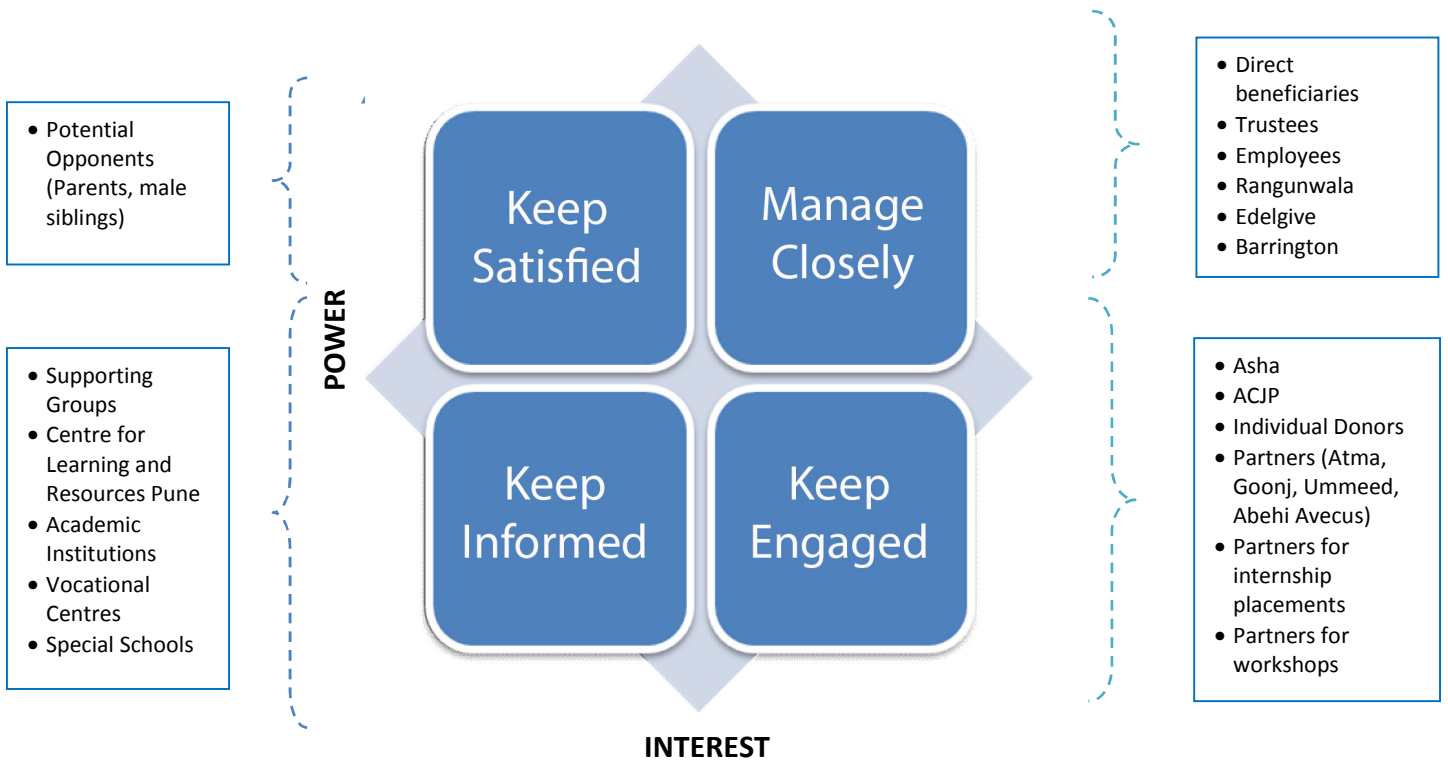 • Potential
Opponents
(Parents, male
siblings)
• Supporting
Groups
• Centre for
Learning and
Resources Pune
• Academic
Institutions
• Vocational
Centres
• Special Schools
POWER
Keep
Satisfied
Manage
Closely
Keep
Informed
Keep
Engaged
INTEREST
• Direct
beneficiaries
• Trustees
• Employees
• Rangunwala
• Edelgive
• Barrington
• Asha
• ACJP
• Individual Donors
• Partners (Atma,
Goonj, Ummeed,
Abehi Avecus)
• Partners for
internship
placements
• Partners for
workshops